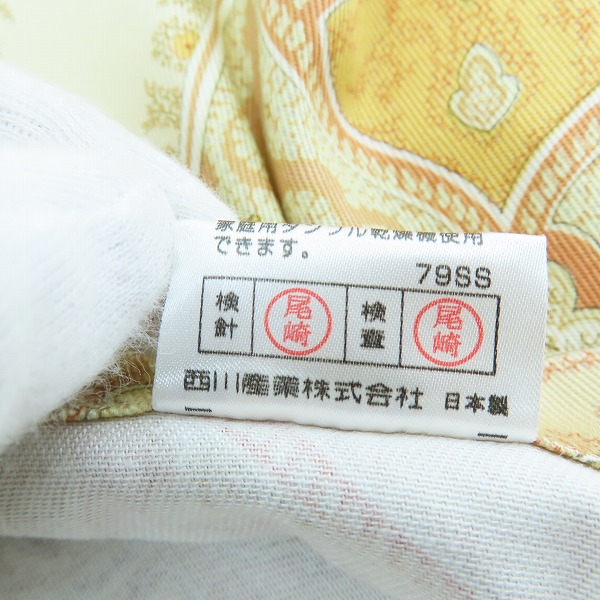 家庭用タンブル乾燥機使用
できます。
79SS
検針 尾崎 検査 尾崎
西川産業株式会社 日本製